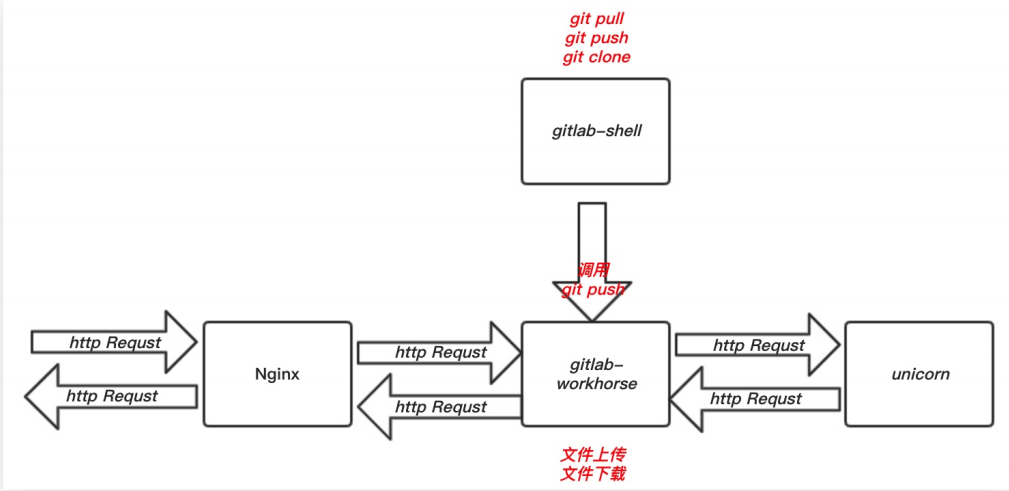 git pull
git push
git clone
gitlab-shell
调用
git push
http Requst
http Requst
Nginx
http Requst
http Requst
gitlab-
workhorse
http Requst
http Requst
unicorn
文件上传
文件下载